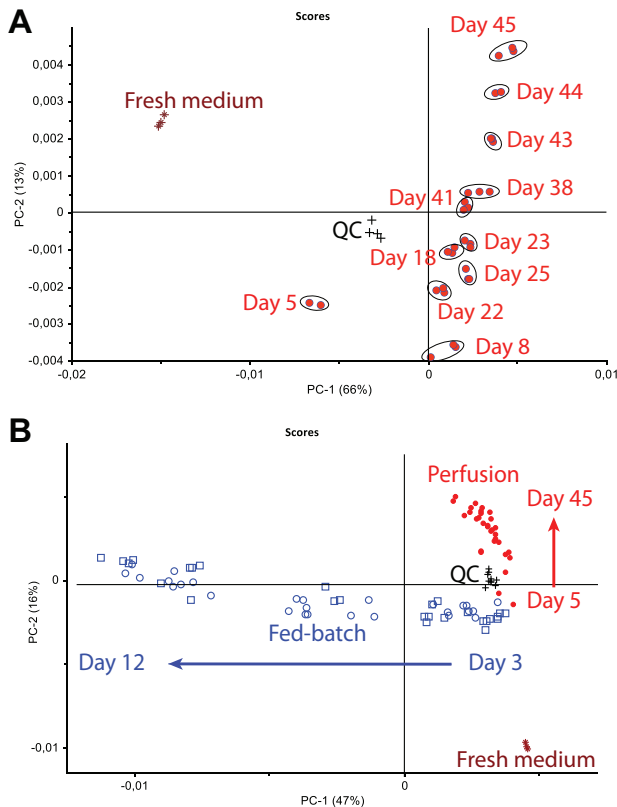 A
Scores
Day 45
0,004
Fresh medium
Day 44
0,003
0,002
Day 43
0,001
Day 38
Day 41
PC-2 (13%)
0
QC
Day 23
-0,001
Day 18
Day 25
-0,002
Day 5
Day 22
-0,003
Day 8
-0,004
-0,02
-0,01
0
0,01
PC-1 (66%)
B
Scores
Perfusion
Day 45
QC
0
Day 5
PC-2 (16%)
Fed-batch
Day 12
Day 3
-0,01
Fresh medium
-0,01
0
PC-1 (47%)